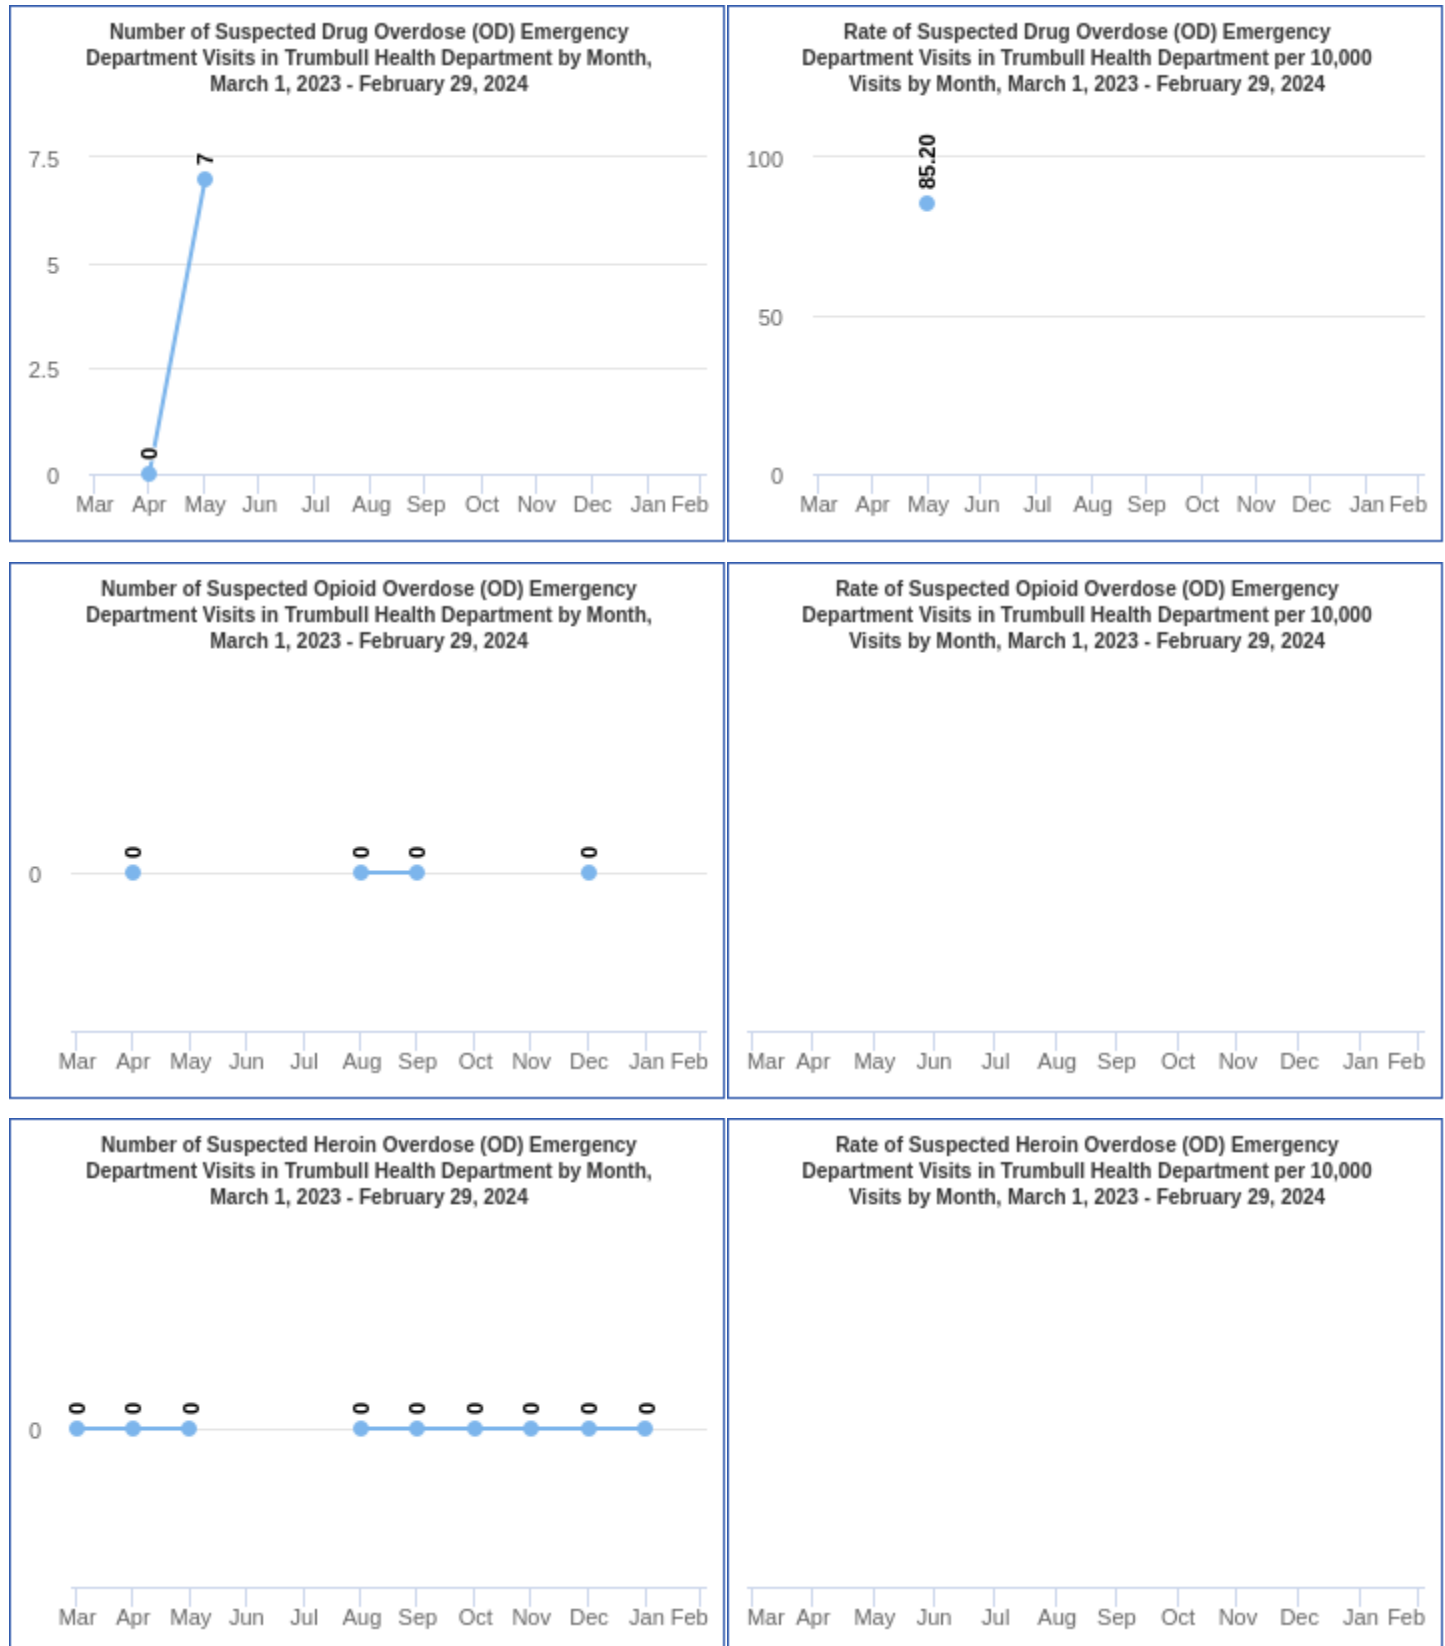 Number of Suspected Drug Overdose (OD) Emergency
Department Visits in Trumbull Health Department by Month,
March 1, 2023 - February 29, 2024
7.5
7
5
2.5
0
0
Mar Apr May Jun Jul Aug Sep Oct Nov Dec Jan Feb
Rate of Suspected Drug Overdose (OD) Emergency
Department Visits in Trumbull Health Department per 10,000
Visits by Month, March 1, 2023 - February 29, 2024
100
85.20
50
0
Mar Apr May Jun Jul Aug Sep Oct Nov Dec Jan Feb
Number of Suspected Opioid Overdose (OD) Emergency
Department Visits in Trumbull Health Department by Month,
March 1, 2023 - February 29, 2024
0 0 0 0
0
Mar Apr May Jun Jul Aug Sep Oct Nov Dec Jan Feb
Rate of Suspected Opioid Overdose (OD) Emergency
Department Visits in Trumbull Health Department per 10,000
Visits by Month, March 1, 2023 - February 29, 2024
Mar Apr May Jun Jul Aug Sep Oct Nov Dec Jan Feb
Number of Suspected Heroin Overdose (OD) Emergency
Department Visits in Trumbull Health Department by Month,
March 1, 2023 - February 29, 2024
0 0 0 0 0 0 0 0 0
0
Mar Apr May Jun Jul Aug Sep Oct Nov Dec Jan Feb
Rate of Suspected Heroin Overdose (OD) Emergency
Department Visits in Trumbull Health Department per 10,000
Visits by Month, March 1, 2023 - February 29, 2024
Mar Apr May Jun Jul Aug Sep Oct Nov Dec Jan Feb